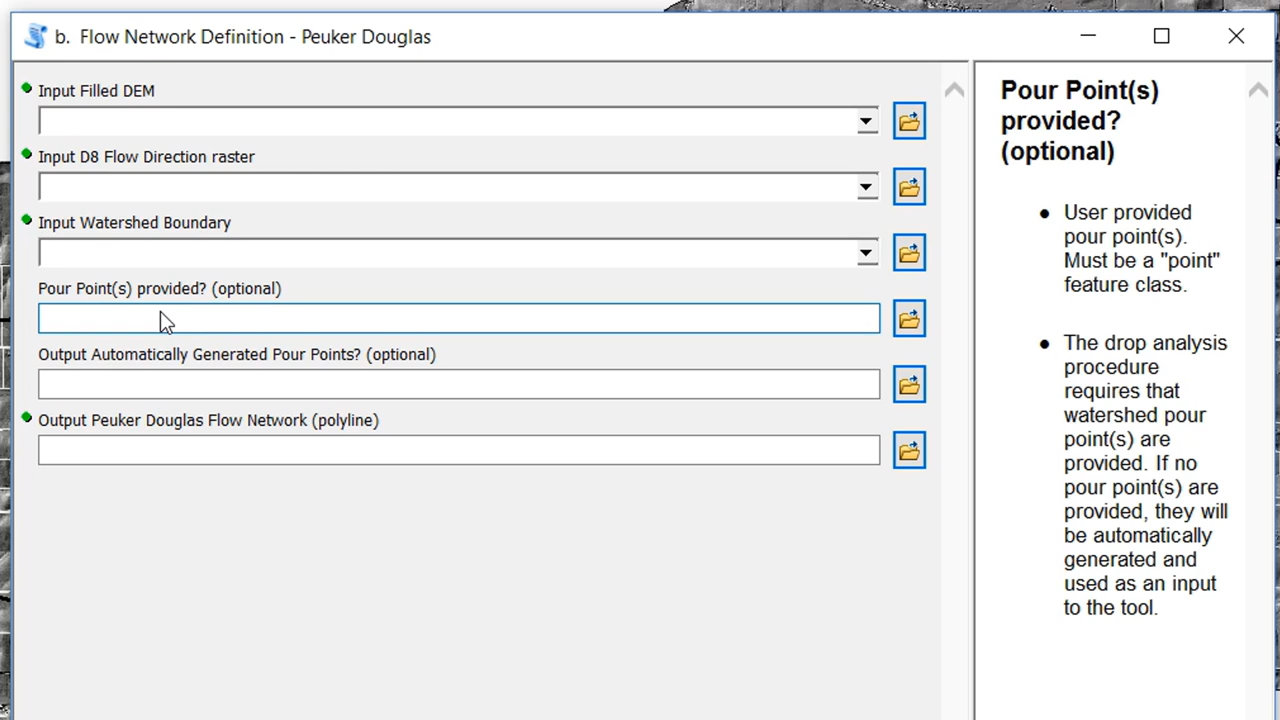 b. Flow Network Definition - Peuker Douglas
Input Filled DEM
Input D8 Flow Direction raster
Input Watershed Boundary
Pour Point(s) provided? (optional)
Output Automatically Generated Pour Points? (optional)
Output Peuker Douglas Flow Network (polyline)
Pour Point(s)
provided?
(optional)
● User provided
pour point(s).
Must be a "point"
feature class.
● The drop analysis
procedure
requires that
watershed pour
point(s) are
provided. If no
pour point(s) are
provided, they will
be automatically
generated and
used as an input
to the tool.